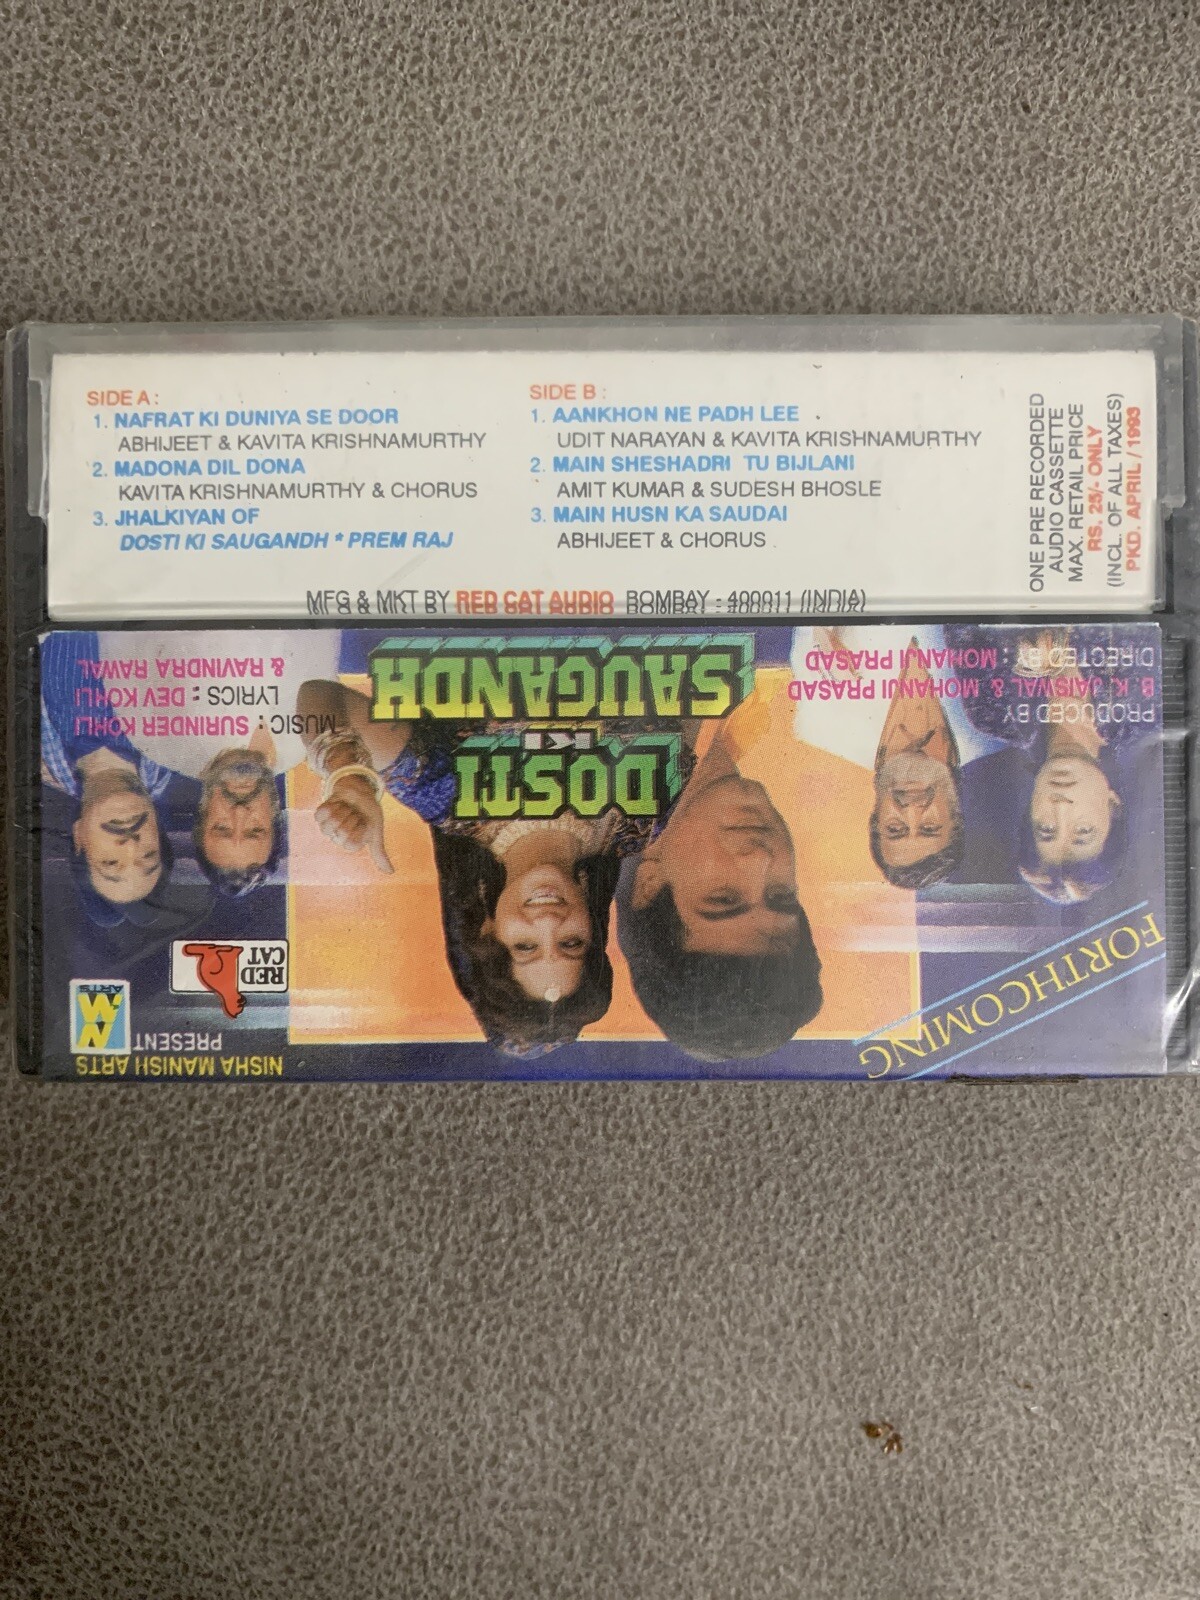 SIDE A :
1. NAFRAT KI DUNIYA SE DOOR
ABHIJEET & KAVITA KRISHNAMURTHY
2. MADONA DIL DONA
KAVITA KRISHNAMURTHY & CHORUS
3. JHALKIYAN OF
DOSTI KI SAUGANDH * PREM RAJ
SIDE B :
1. AANKHON NE PADH LEE
UDIT NARAYAN & KAVITA KRISHNAMURTHY
2. MAIN SHESHADRI TU BIJLANI
AMIT KUMAR & SUDESH BHOSLE
3. MAIN HUSN KA SAUDAI
ABHIJEET & CHORUS
ONE PRE RECORDED
AUDIO CASSETTE
MAX. RETAIL PRICE
RS. 25/- ONLY
(INCL. OF ALL TAXES)
PKD. APRIL / 1993
MFG & MKT BY RED CAT AUDIO BOMBAY - 400011 (INDIA)
NISHA MANISH ARTS
PRESENT
ARTS
RED
CAT
FORTHCOMING
DOSTI
KI
SAUGANDH
PRODUCED BY
B. K. JAISWAL & MOHANJI PRASAD
DIRECTED BY : MOHANJI PRASAD
MUSIC : SURINDER KOHLI
LYRICS : DEV KOHLI
& RAVINDRA RAWAL